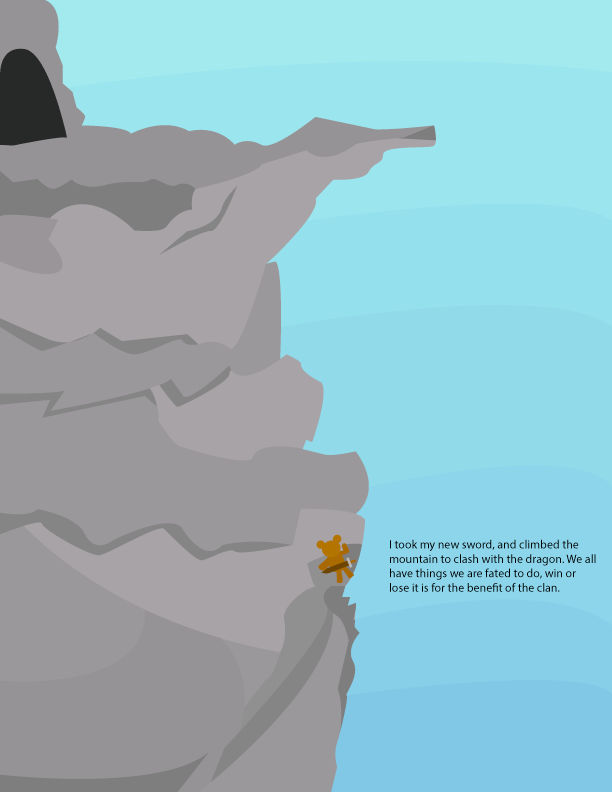 I took my new sword, and climbed the
mountain to clash with the dragon. We all
have things we are fated to do, win or
lose it is for the benefit of the clan.